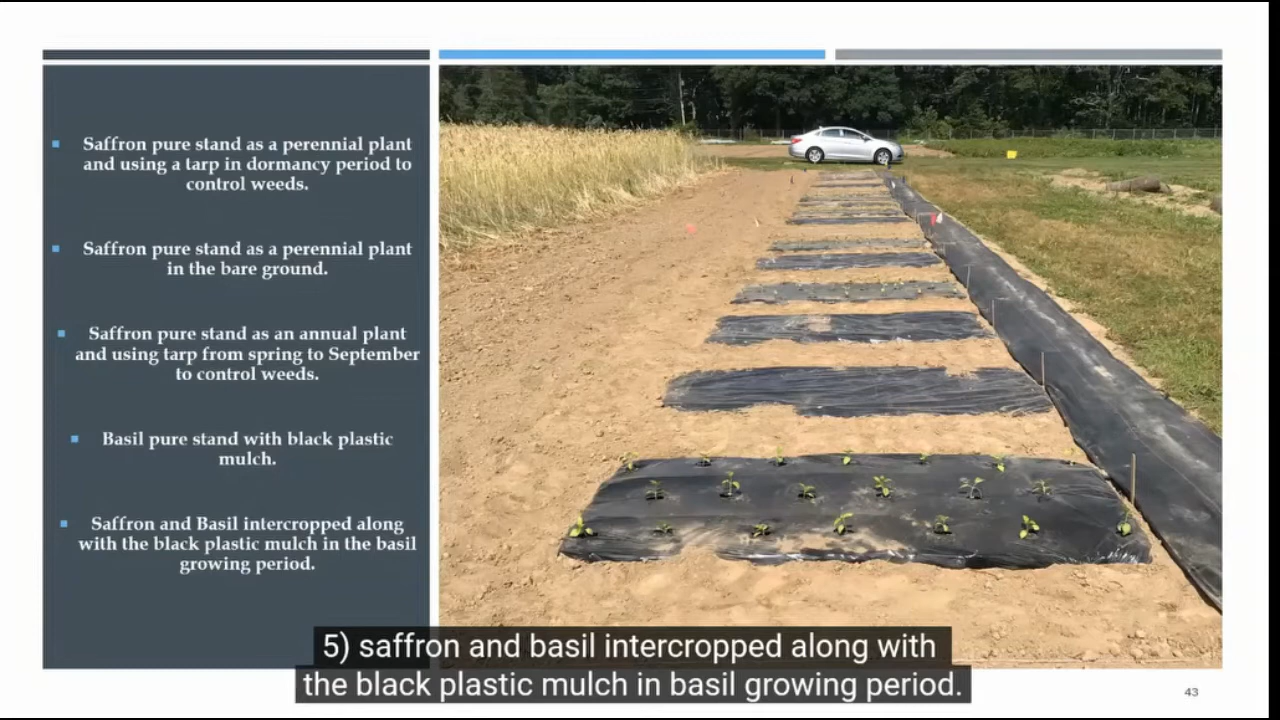 Saffron pure stand as a perennial plant
and using a tarp in dormancy period to
control weeds.
Saffron pure stand as a perennial plant
in the bare ground.
Saffron pure stand as an annual plant
and using tarp from spring to September
to control weeds.
Basil pure stand with black plastic
mulch.
Saffron and Basil intercropped along
with the black plastic mulch in the basil
growing period.
5) saffron and basil intercropped along with
the black plastic mulch in basil growing period.
43